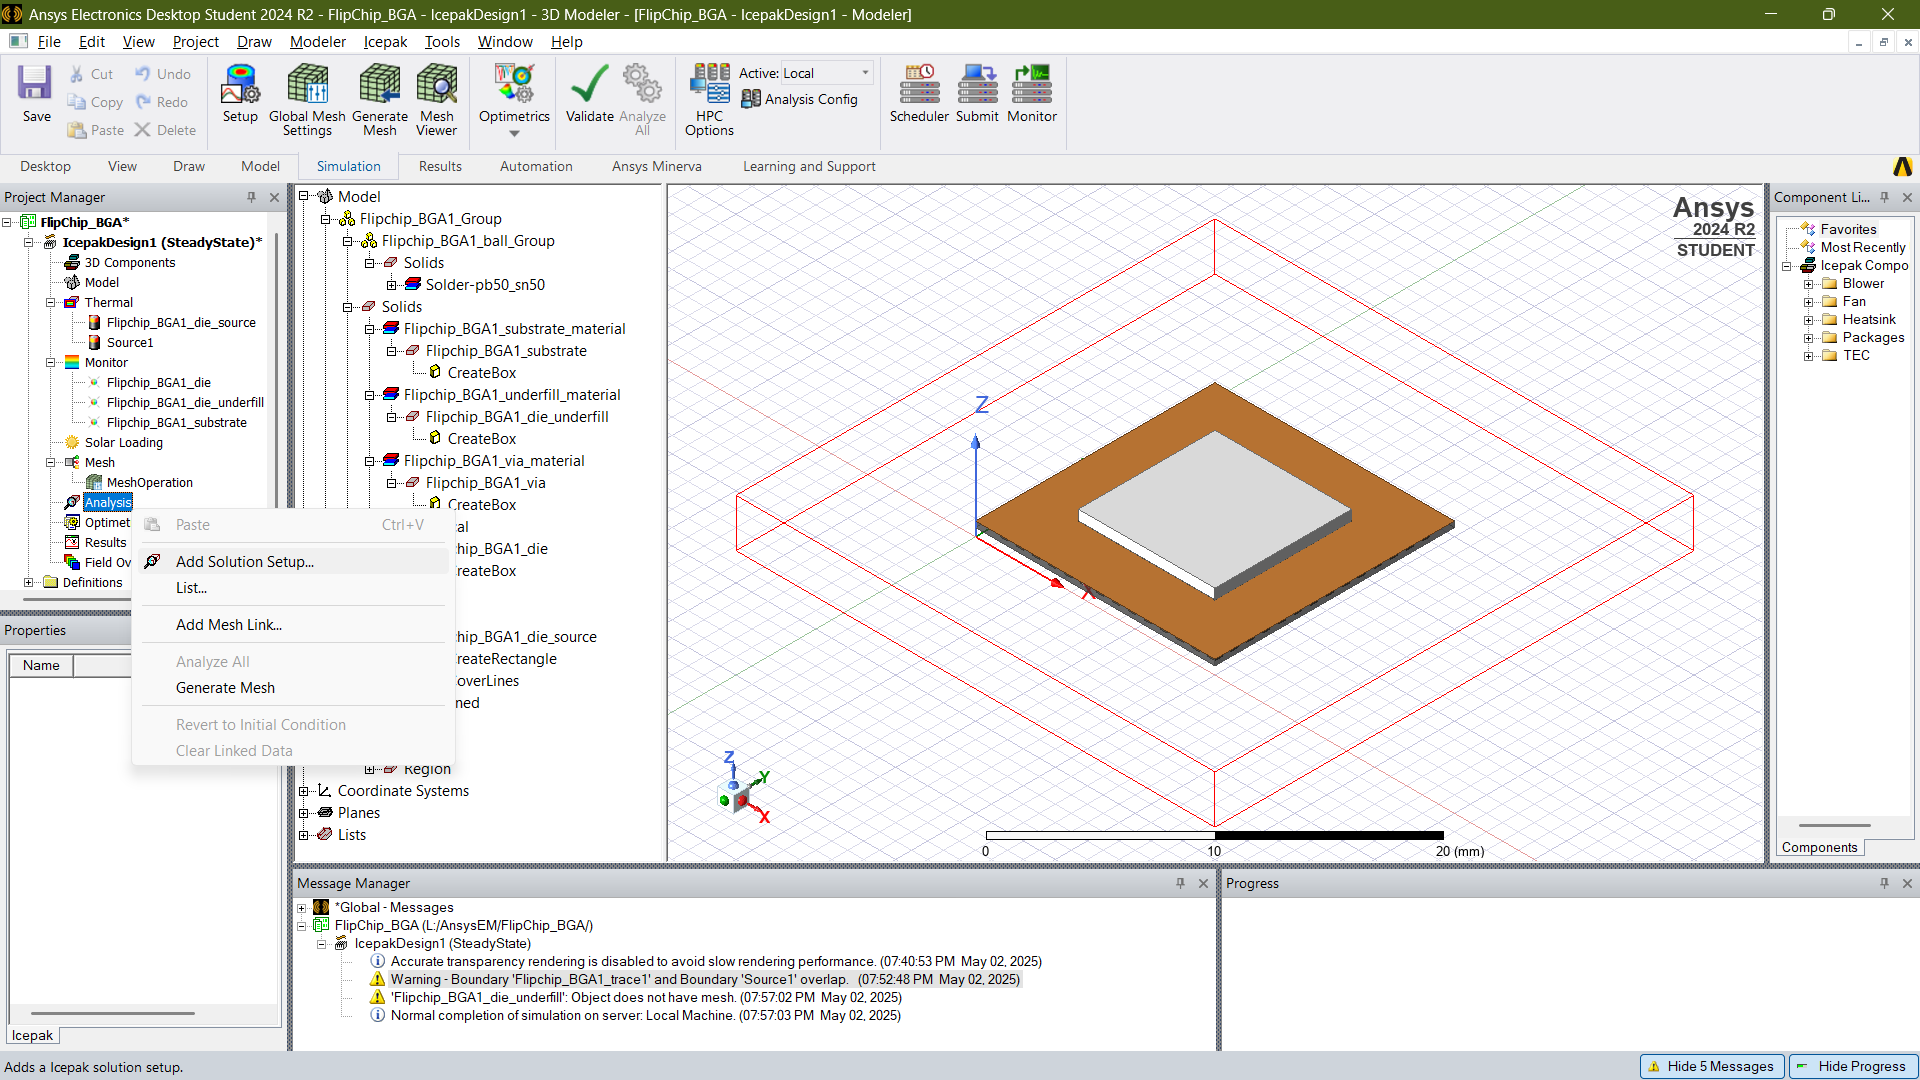 Ansys Electronics Desktop Student 2024 R2 - FlipChip_BGA - IcepakDesign1 - 3D Modeler - [FlipChip_BGA - IcepakDesign1 - Modeler]
File Edit View Project Draw Modeler Icepak Tools Window Help
Save
Cut
Copy
Paste
Undo
Redo
Delete
Setup
Global Mesh Settings
Generate Mesh
Mesh Viewer
Optimetrics
Validate
Analyze All
HPC Options
Active: Local
Analysis Config
Scheduler
Submit
Monitor
Desktop View Draw Model Simulation Results Automation Ansys Minerva Learning and Support
Project Manager
FlipChip_BGA*
IcepakDesign1 (SteadyState)*
3D Components
Model
Thermal
Flipchip_BGA1_die_source
Source1
Monitor
Flipchip_BGA1_die
Flipchip_BGA1_die_underfill
Flipchip_BGA1_substrate
Solar Loading
Mesh
MeshOperation
Analysis
Optimet
Results
Field Ov
Definitions
Paste Ctrl+V
Add Solution Setup...
List...
Add Mesh Link...
Analyze All
Generate Mesh
Revert to Initial Condition
Clear Linked Data
Properties
Name
Icepak
Model
Flipchip_BGA1_Group
Flipchip_BGA1_ball_Group
Solids
Solder-pb50_sn50
Solids
Flipchip_BGA1_substrate_material
Flipchip_BGA1_substrate
CreateBox
Flipchip_BGA1_underfill_material
Flipchip_BGA1_die_underfill
CreateBox
Flipchip_BGA1_via_material
Flipchip_BGA1_via
CreateBox
al
hip_BGA1_die
reateBox
hip_BGA1_die_source
reateRectangle
CoverLines
ned
Region
Coordinate Systems
Planes
Lists
Ansys
2024 R2
STUDENT
Z
X
Z
Y
X
0 10 20 (mm)
Component Li...
Favorites
Most Recently
Icepak Compo
Blower
Fan
Heatsink
Packages
TEC
Components
Message Manager
*Global - Messages
FlipChip_BGA (L:/AnsysEM/FlipChip_BGA/)
IcepakDesign1 (SteadyState)
Accurate transparency rendering is disabled to avoid slow rendering performance. (07:40:53 PM May 02, 2025)
Warning - Boundary 'Flipchip_BGA1_trace1' and Boundary 'Source1' overlap. (07:52:48 PM May 02, 2025)
'Flipchip_BGA1_die_underfill': Object does not have mesh. (07:57:02 PM May 02, 2025)
Normal completion of simulation on server: Local Machine. (07:57:03 PM May 02, 2025)
Progress
Adds a Icepak solution setup.
Hide 5 Messages
Hide Progress